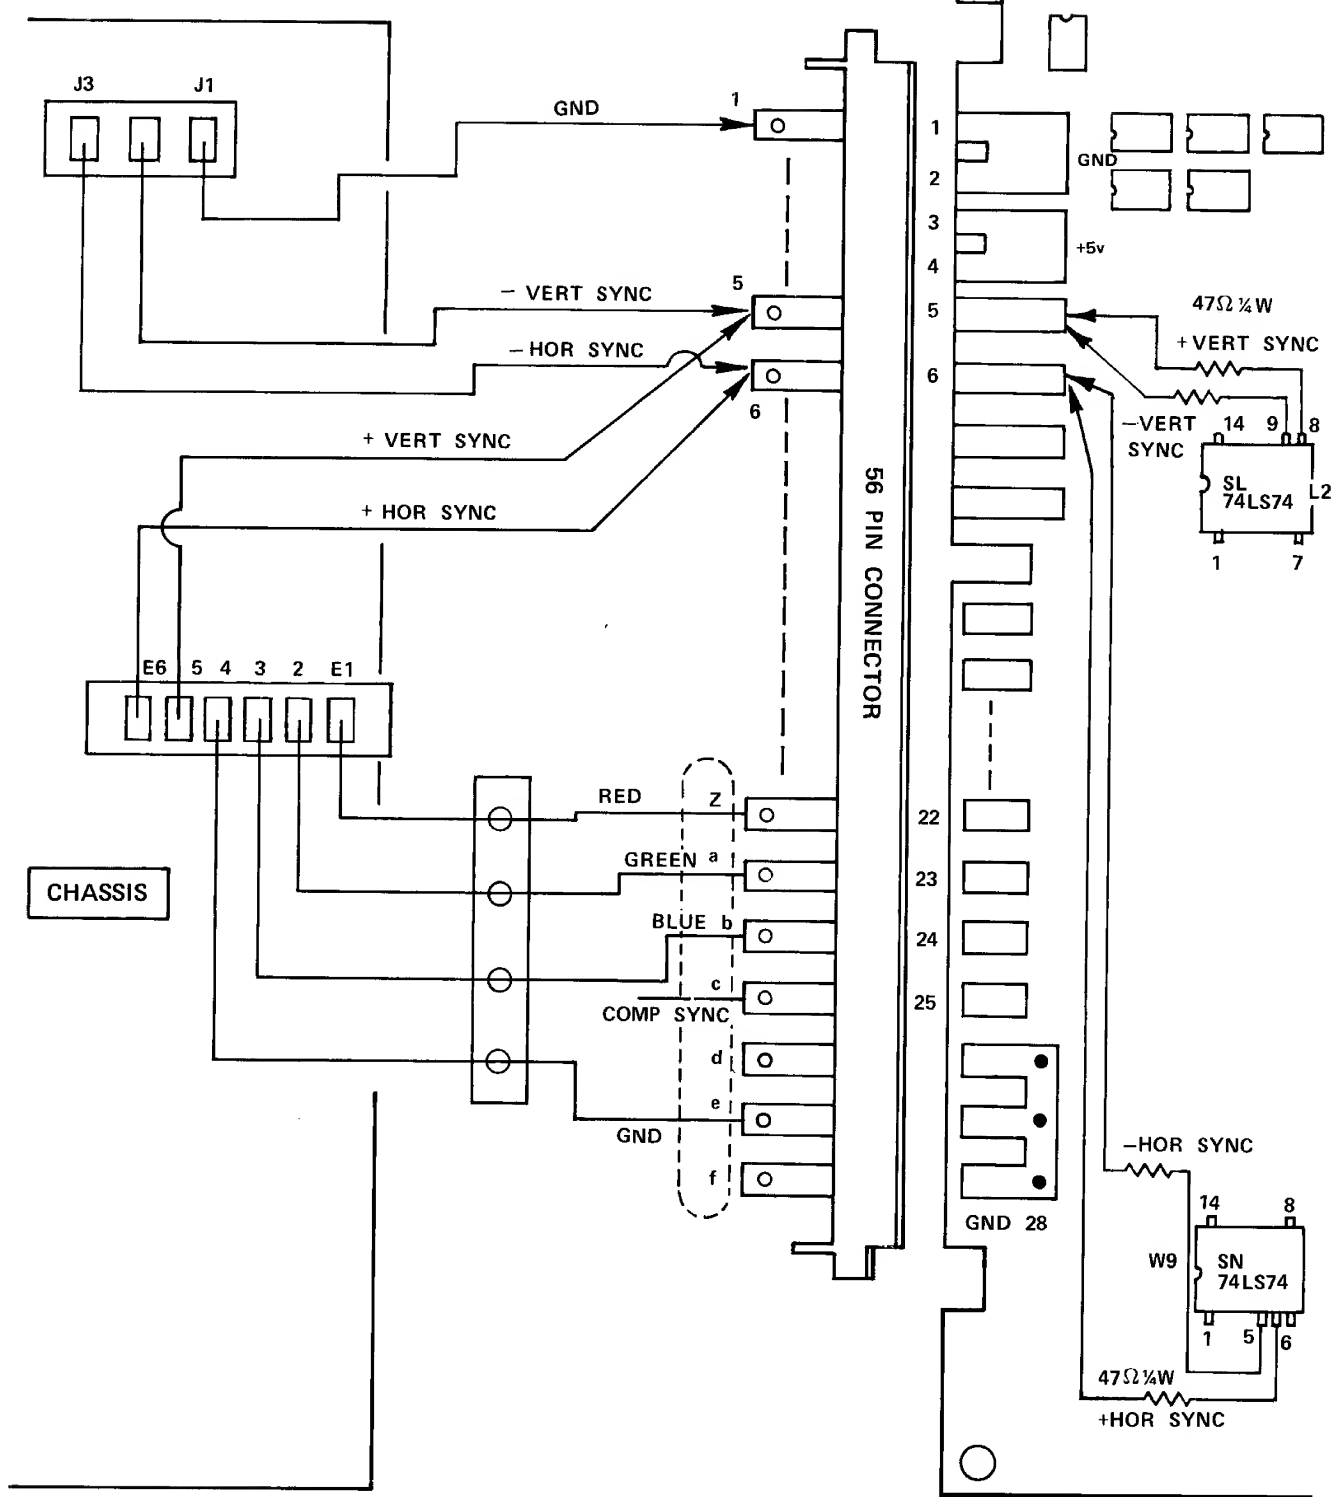 J3 J1
GND
1
5
– VERT SYNC
– HOR SYNC
6
+ VERT SYNC
+ HOR SYNC
E6 5 4 3 2 E1
CHASSIS
RED Z
GREEN a
BLUE b
c
COMP SYNC
d
e
GND
f
56 PIN CONNECTOR
1
2
GND
3
4
+5v
5
6
22
23
24
25
GND 28
47Ω ¼W
+VERT SYNC
–VERT
SYNC
14 9 8
SL
74LS74
L2
1 7
–HOR SYNC
14 8
W9
SN
74LS74
1 5 6
47Ω ¼W
+HOR SYNC